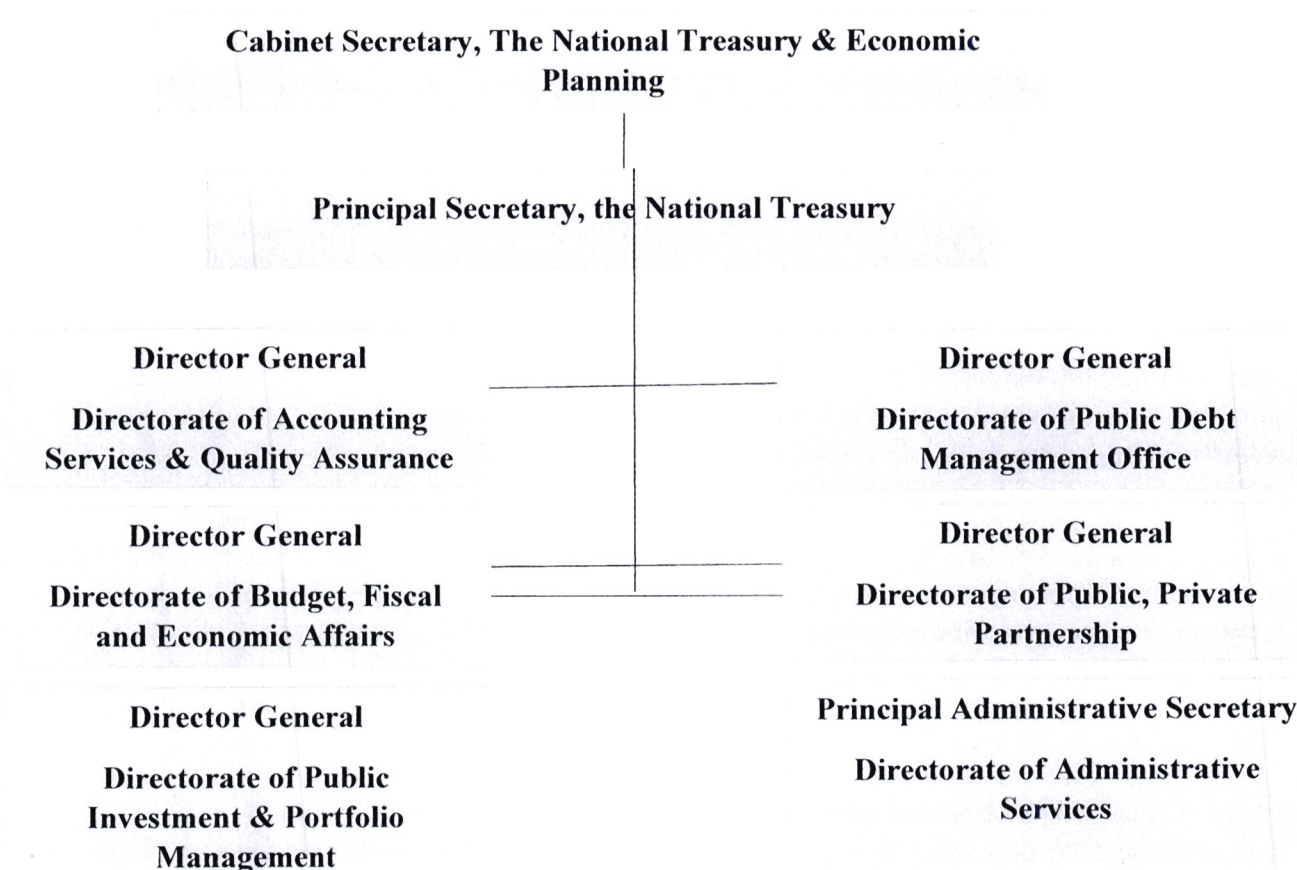 Cabinet Secretary, The National Treasury & Economic
Planning
Principal Secretary, the National Treasury
Director General
Directorate of Accounting
Services & Quality Assurance
Director General
Directorate of Public Debt
Management Office
Director General
Directorate of Budget, Fiscal
and Economic Affairs
Director General
Directorate of Public, Private
Partnership
Director General
Directorate of Public
Investment & Portfolio
Management
Principal Administrative Secretary
Directorate of Administrative
Services